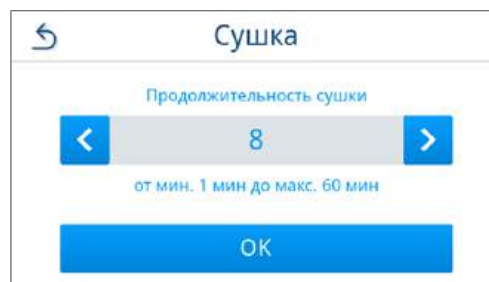 Сушка
Продолжительность сушки
8
от мин. 1 мин до макс. 60 мин
OK